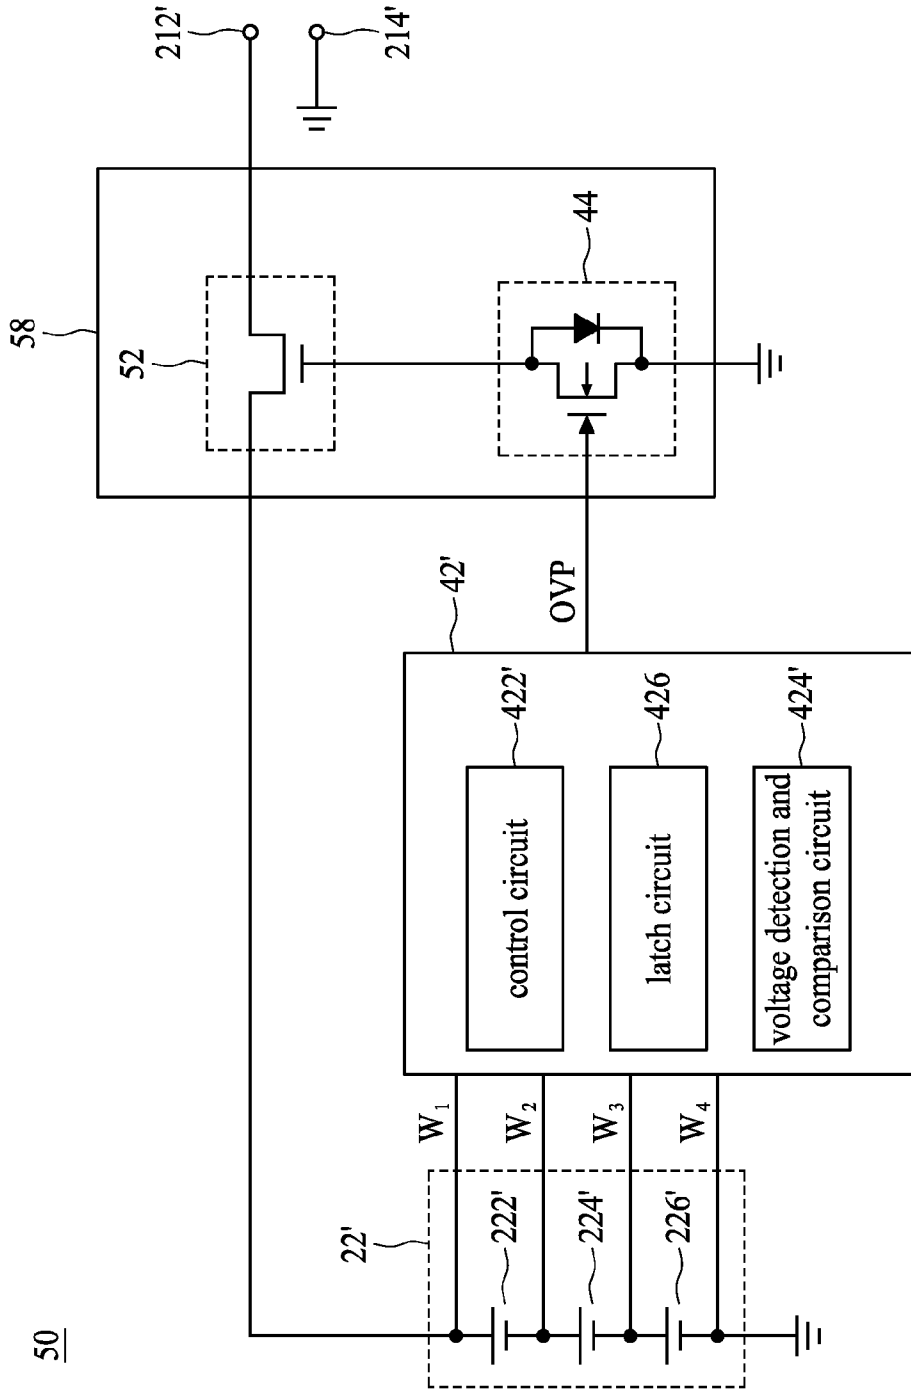 50
22'
222'
224'
226'
W1
W2
W3
W4
42'
control circuit
422'
latch circuit
426
voltage detection and
comparison circuit
424'
OVP
58
52
44
212'
214'